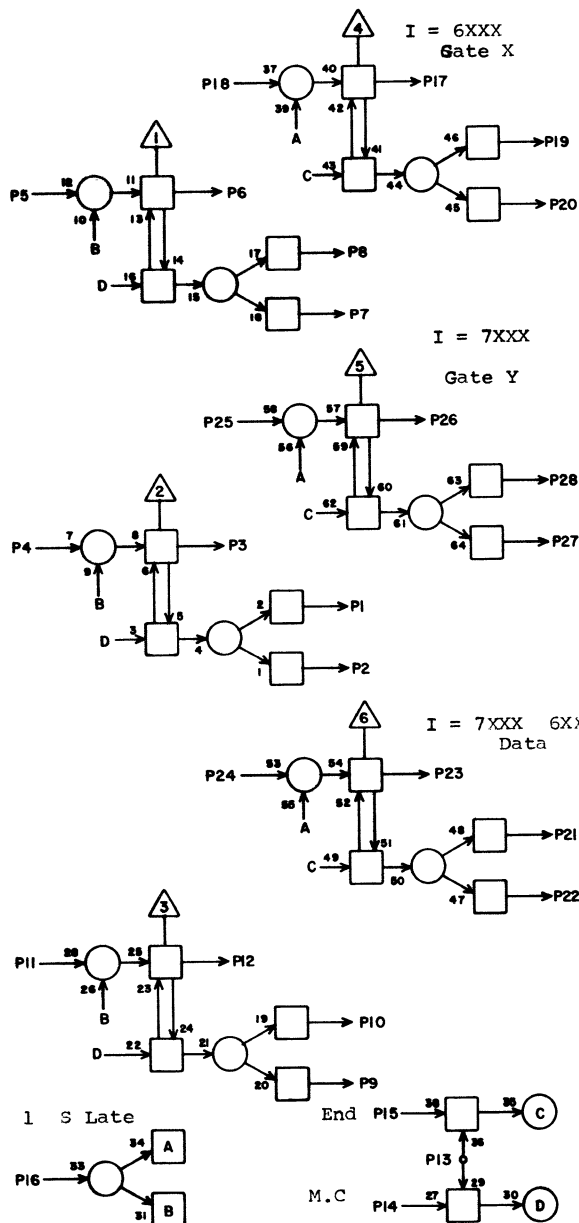 4
I = 6XXX
Gate X
P18 37 40 P17
39 42
A 41 46 P19
C 43 44
45 P20
1
P5 12 11 P6
10 13
B 14 17 P8
D 16 15
18 P7
I = 7XXX
5
Gate Y
P25 58 57 P26
56 59
A 60 63 P28
C 62 61
64 P27
2
P4 7 8 P3
9 6
B 5 2 P1
D 3 4
1 P2
6
I = 7XXX 6XX
Data
P24 53 54 P23
55 52
A 51 48 P21
C 49 50
47 P22
3
P11 28 25 P12
26 23
B 24 19 P10
D 22 21
20 P9
1 S Late
End P15 38 35 C
34 A
36
P16 33
P13
31 B
29
M.C P14 27 30 D